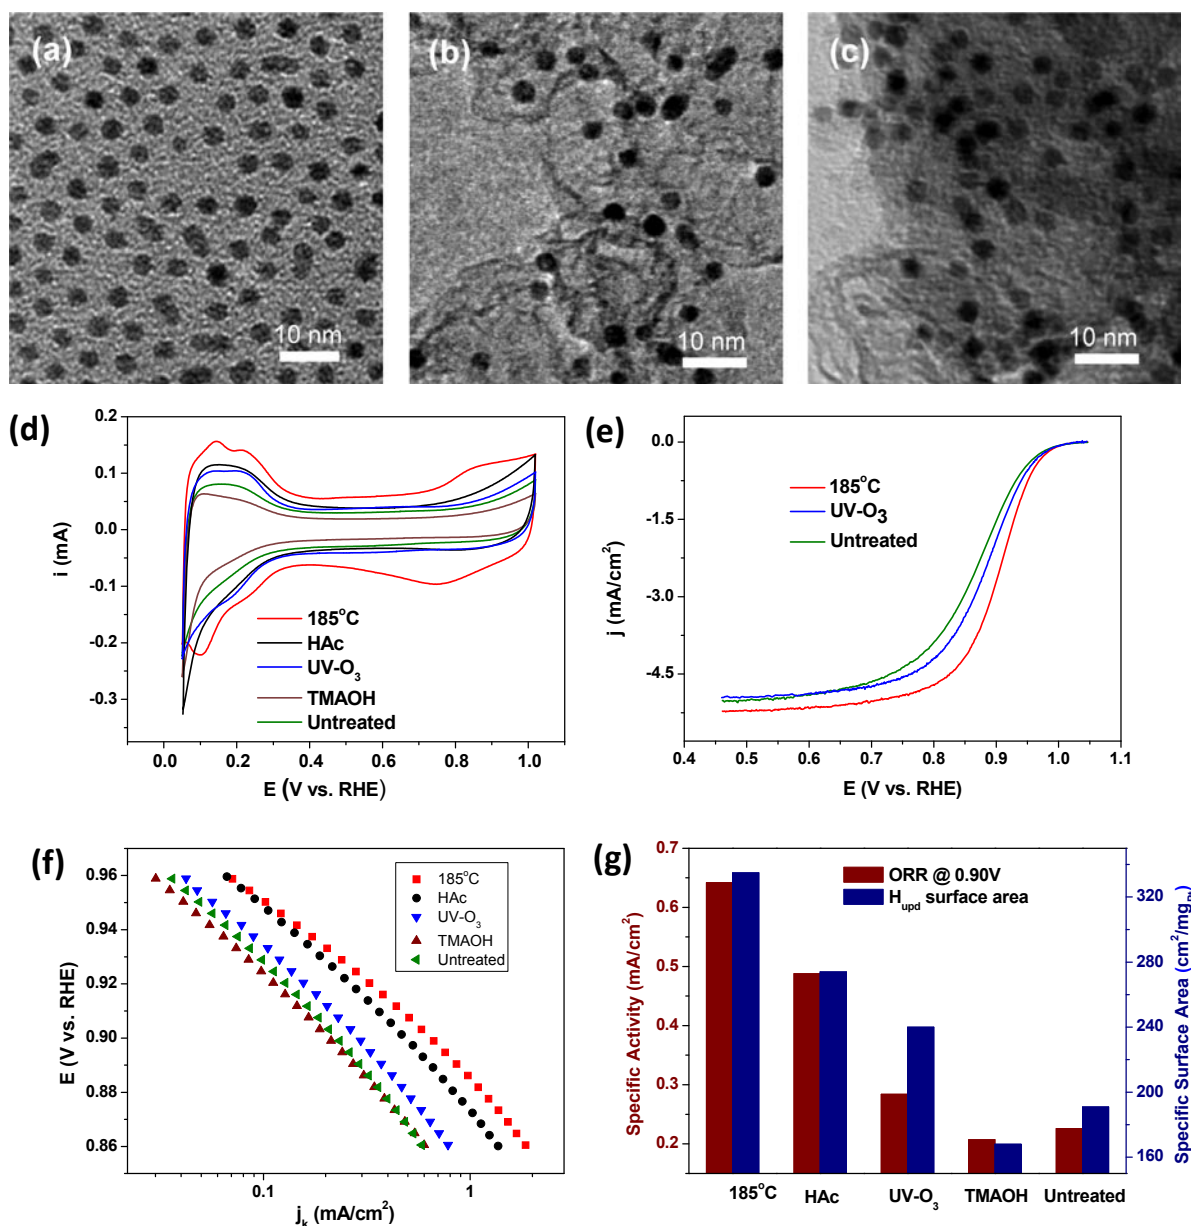 (a)
10 nm
(b)
10 nm
(c)
10 nm
(d)
0.2
0.1
0.0
-0.1
-0.2
-0.3
i (mA)
185°C
HAc
UV-O₃
TMAOH
Untreated
0.0 0.2 0.4 0.6 0.8 1.0
E (V vs. RHE)
(e)
0.0
-1.5
-3.0
-4.5
j (mA/cm²)
185°C
UV-O₃
Untreated
0.4 0.5 0.6 0.7 0.8 0.9 1.0 1.1
E (V vs. RHE)
(f)
0.96
0.94
0.92
0.90
0.88
0.86
E (V vs. RHE)
185°C
HAc
UV-O₃
TMAOH
Untreated
0.1 1
jₖ (mA/cm²)
(g)
0.7
0.6
0.5
0.4
0.3
0.2
Specific Activity (mA/cm²)
ORR @ 0.90V
H_upd surface area
320
280
240
200
160
Specific Surface Area (cm²/mg
185°C HAc UV-O₃ TMAOH Untreated